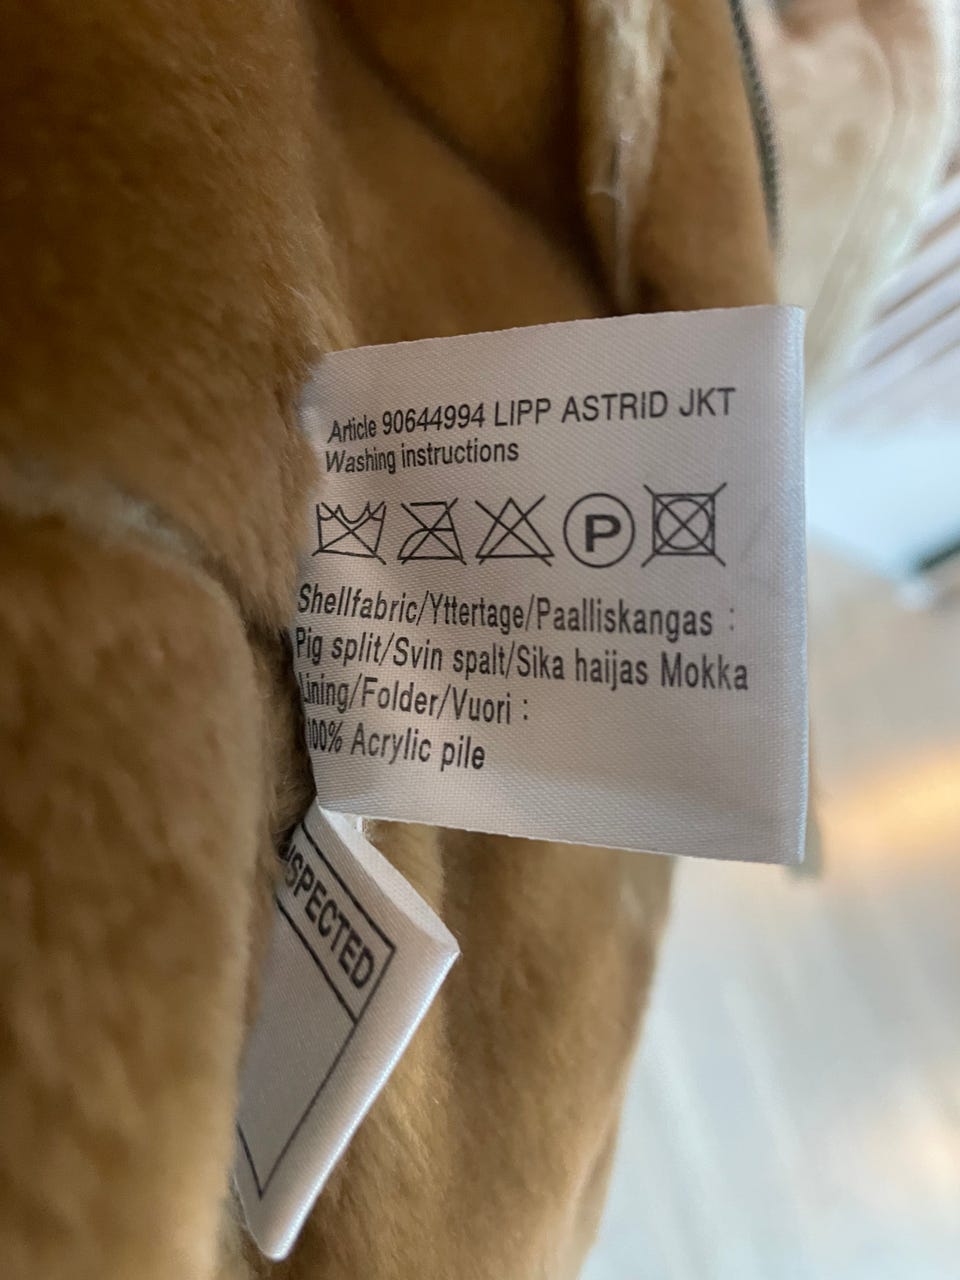 Article 90644994 LIPP ASTRID JKT
Washing instructions
P
Shellfabric/Yttertage/Paalliskangas :
Pig split/Svin spalt/Sika haijas Mokka
Lining/Folder/Vuori :
100% Acrylic pile
SPECTED